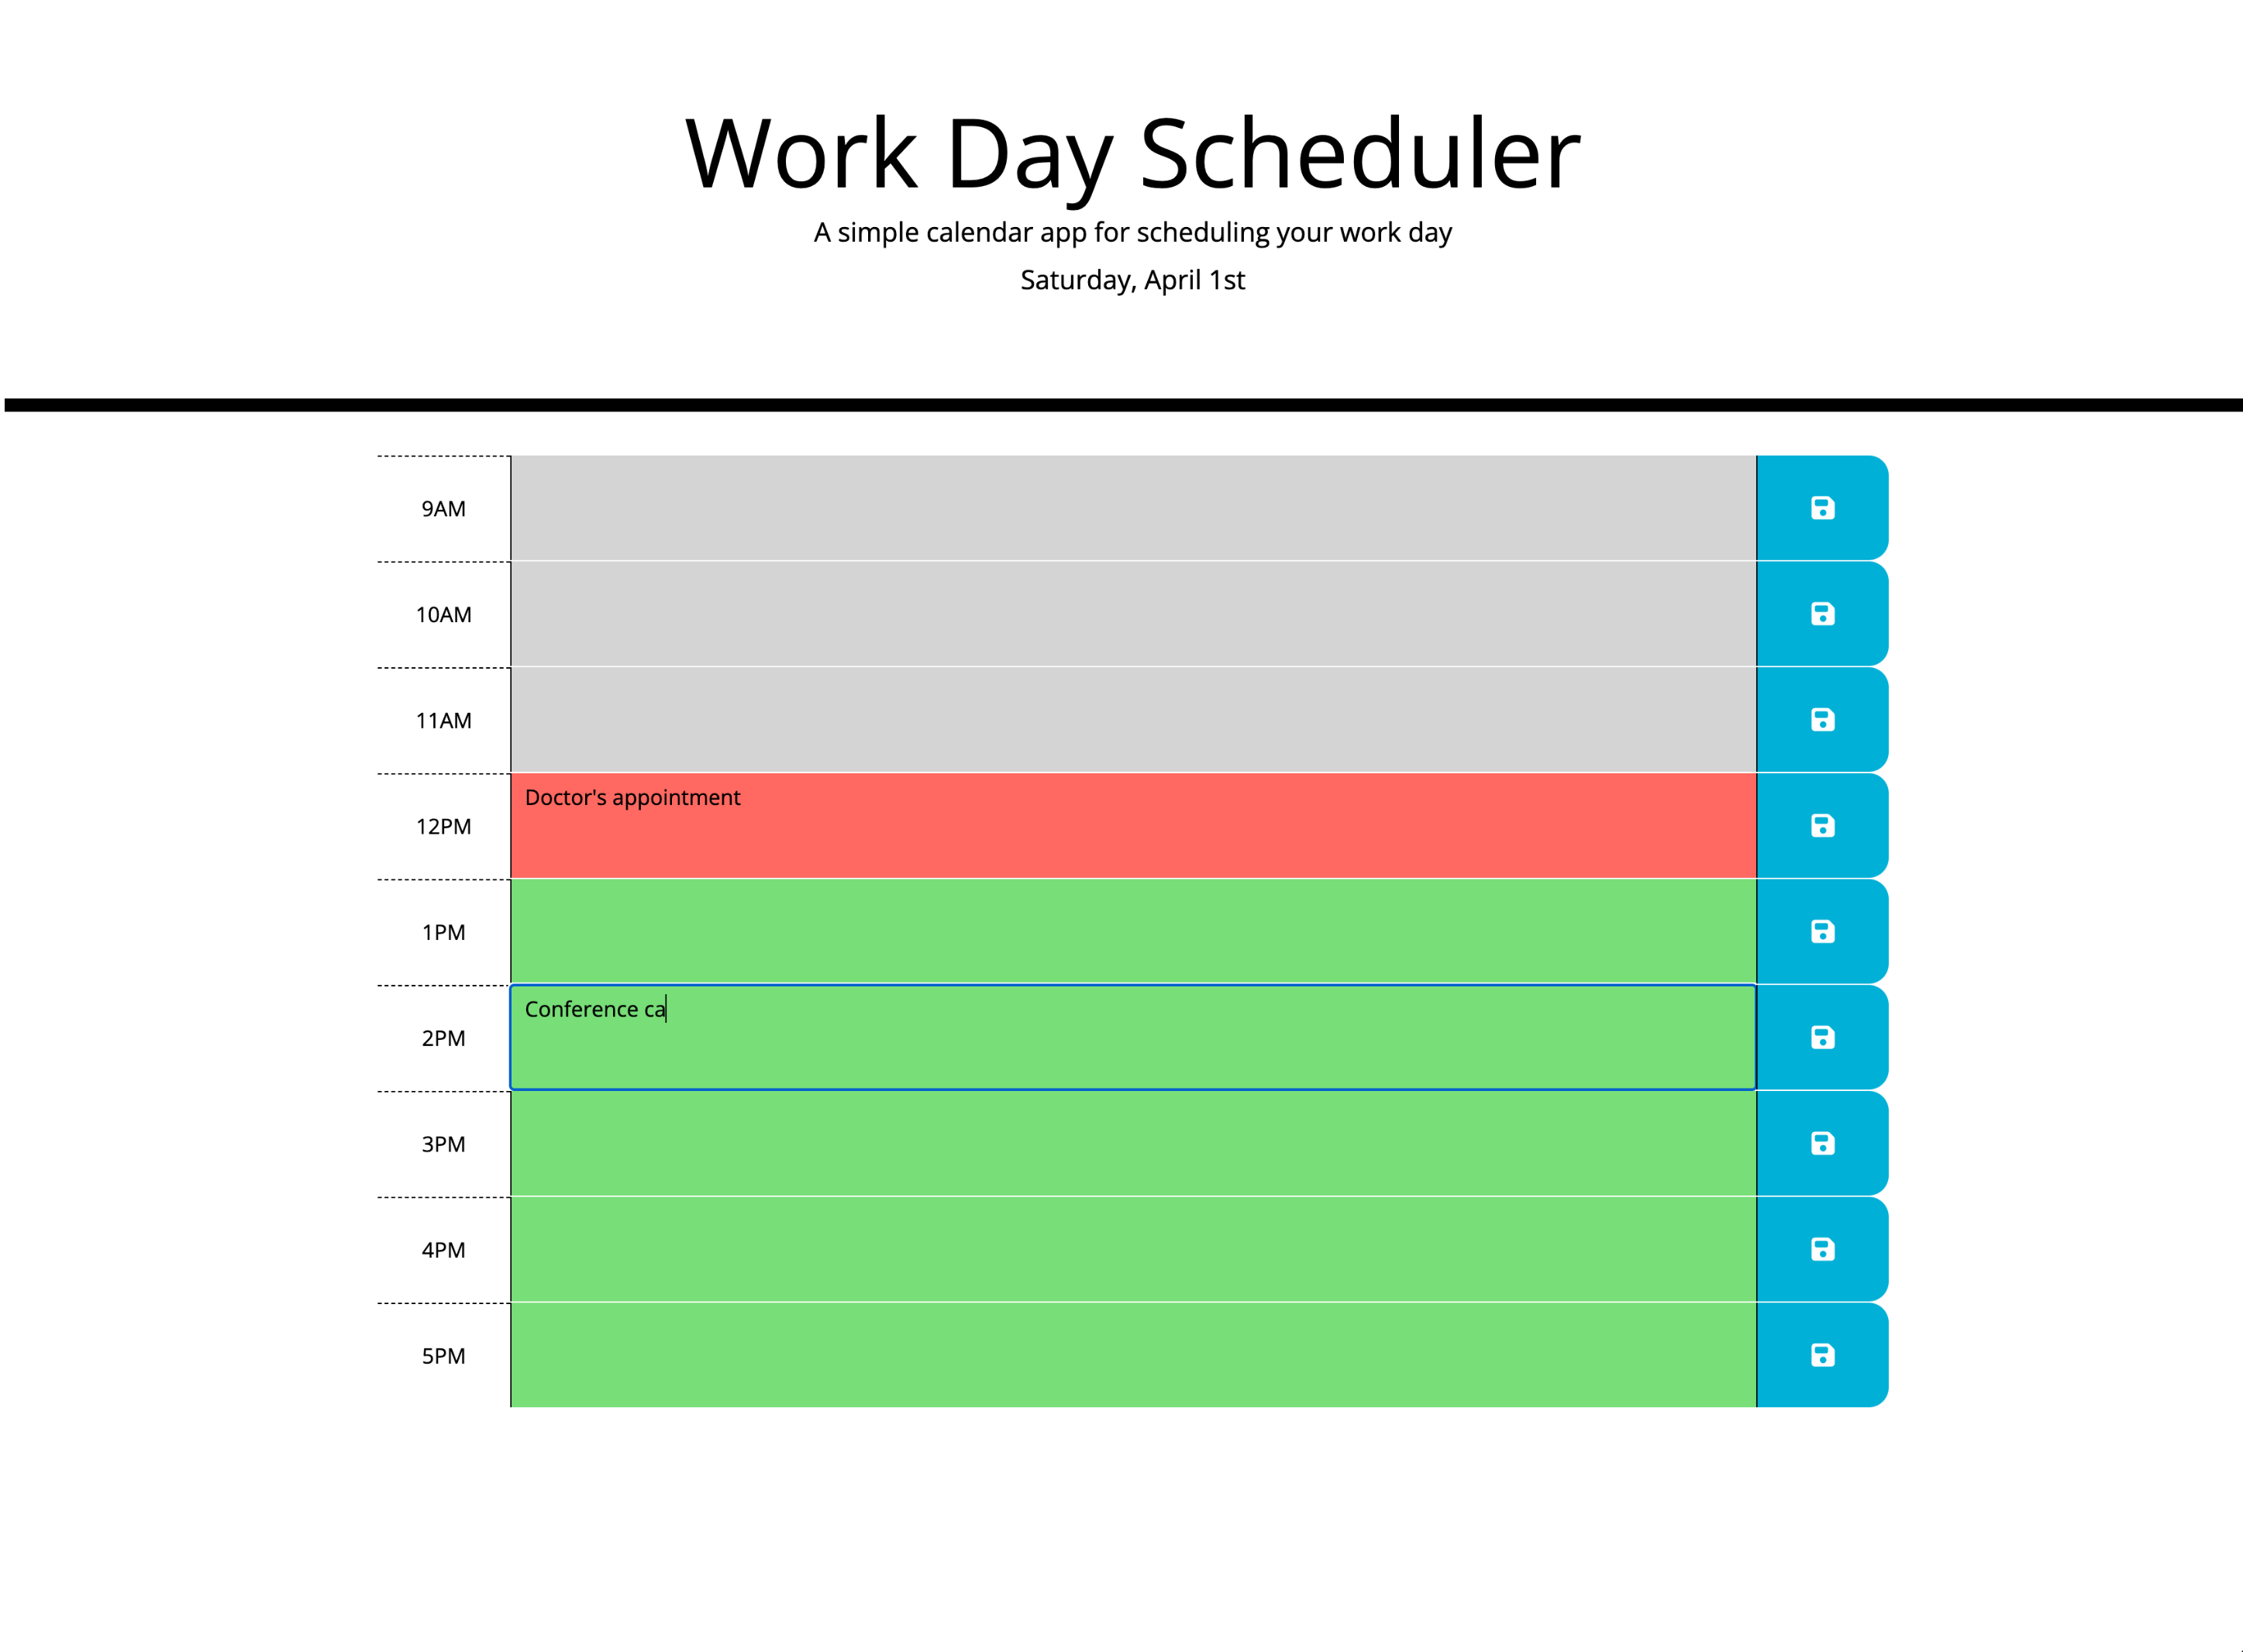 Work Day Scheduler
A simple calendar app for scheduling your work day
Saturday, April 1st
9AM
10AM
11AM
12PM Doctor's appointment
1PM
2PM Conference ca
3PM
4PM
5PM